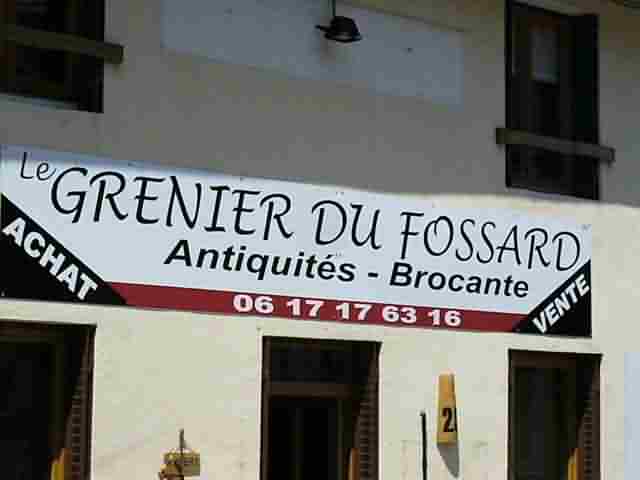 Le GRENIER DU FOSSARD
Antiquités - Brocante
ACHAT
VENTE
06 17 17 63 16
2